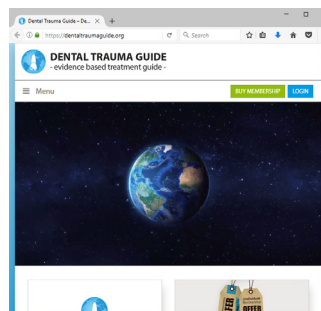 Dental Trauma Guide – De...
https://dentaltraumaguide.org
Search
DENTAL TRAUMA GUIDE
- evidence based treatment guide -
Menu
BUY MEMBERSHIP
LOGIN
OFFER
OFFER